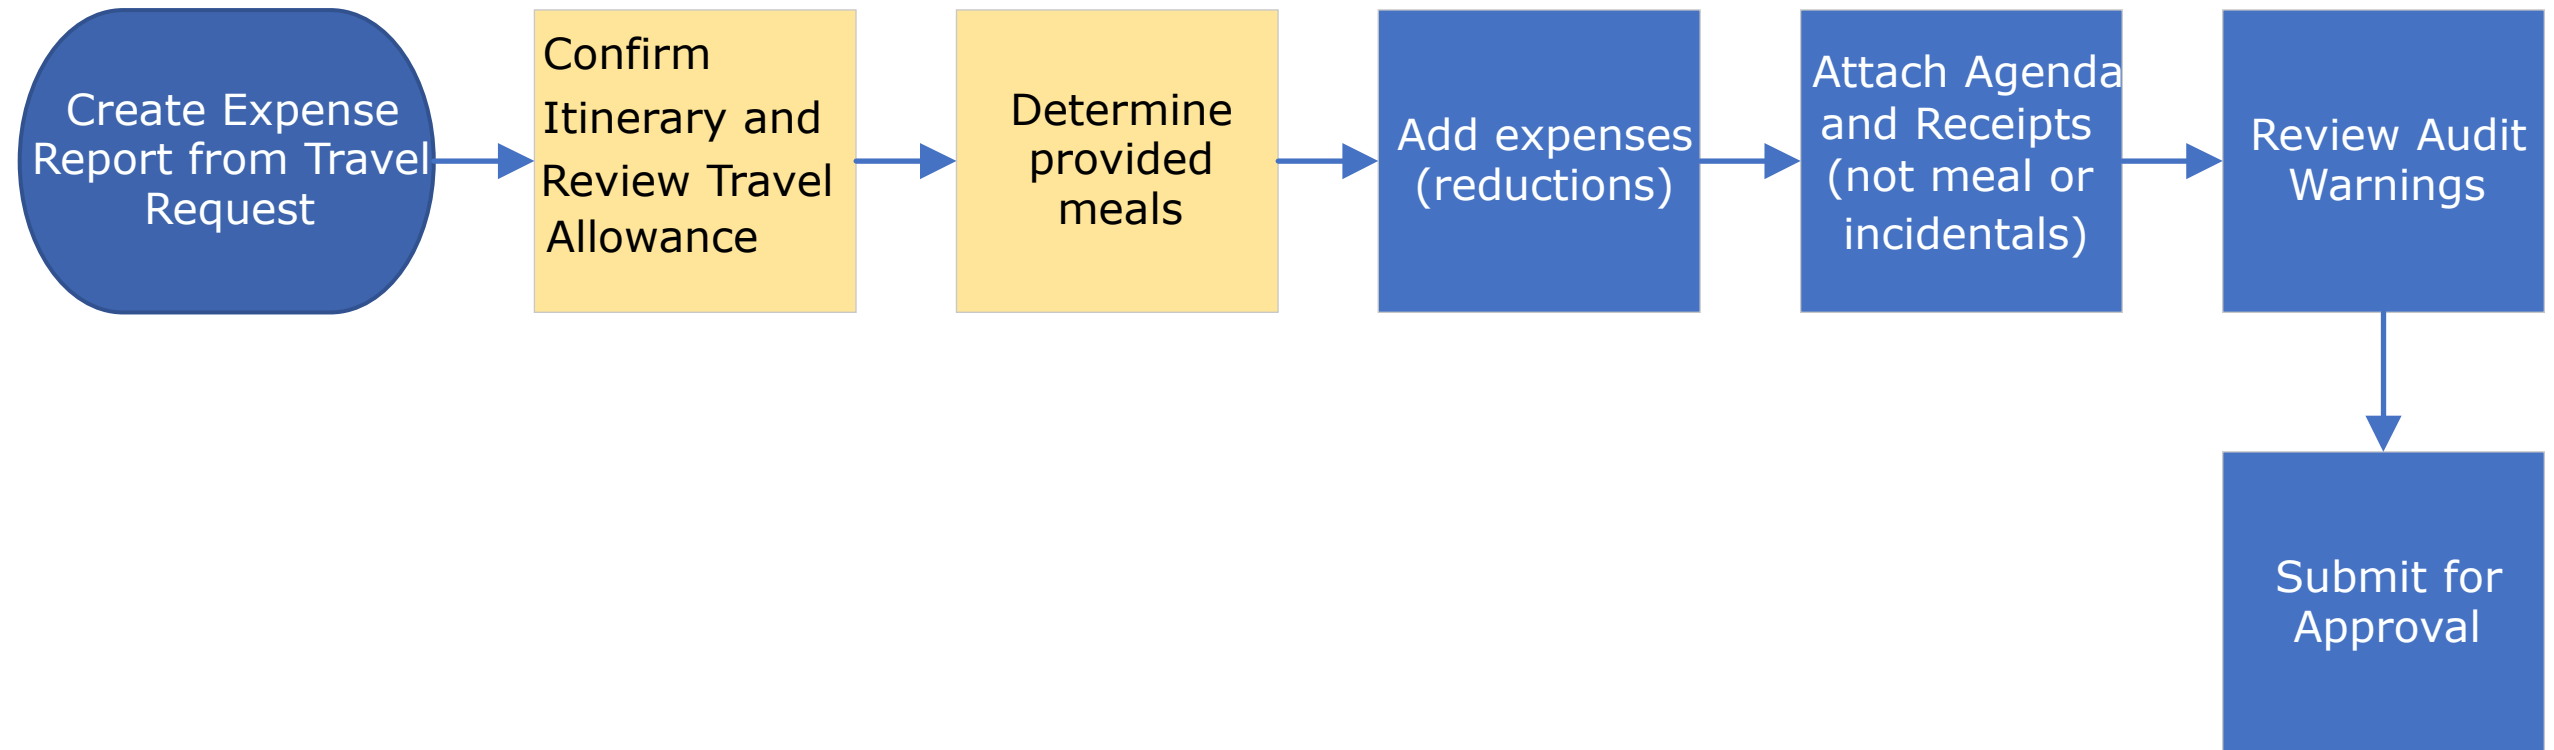 Create Expense
Report from Travel
Request
Confirm
Itinerary and
Review Travel
Allowance
Determine
provided
meals
Add expenses
(reductions)
Attach Agenda
and Receipts
(not meal or
incidentals)
Review Audit
Warnings
Submit for
Approval